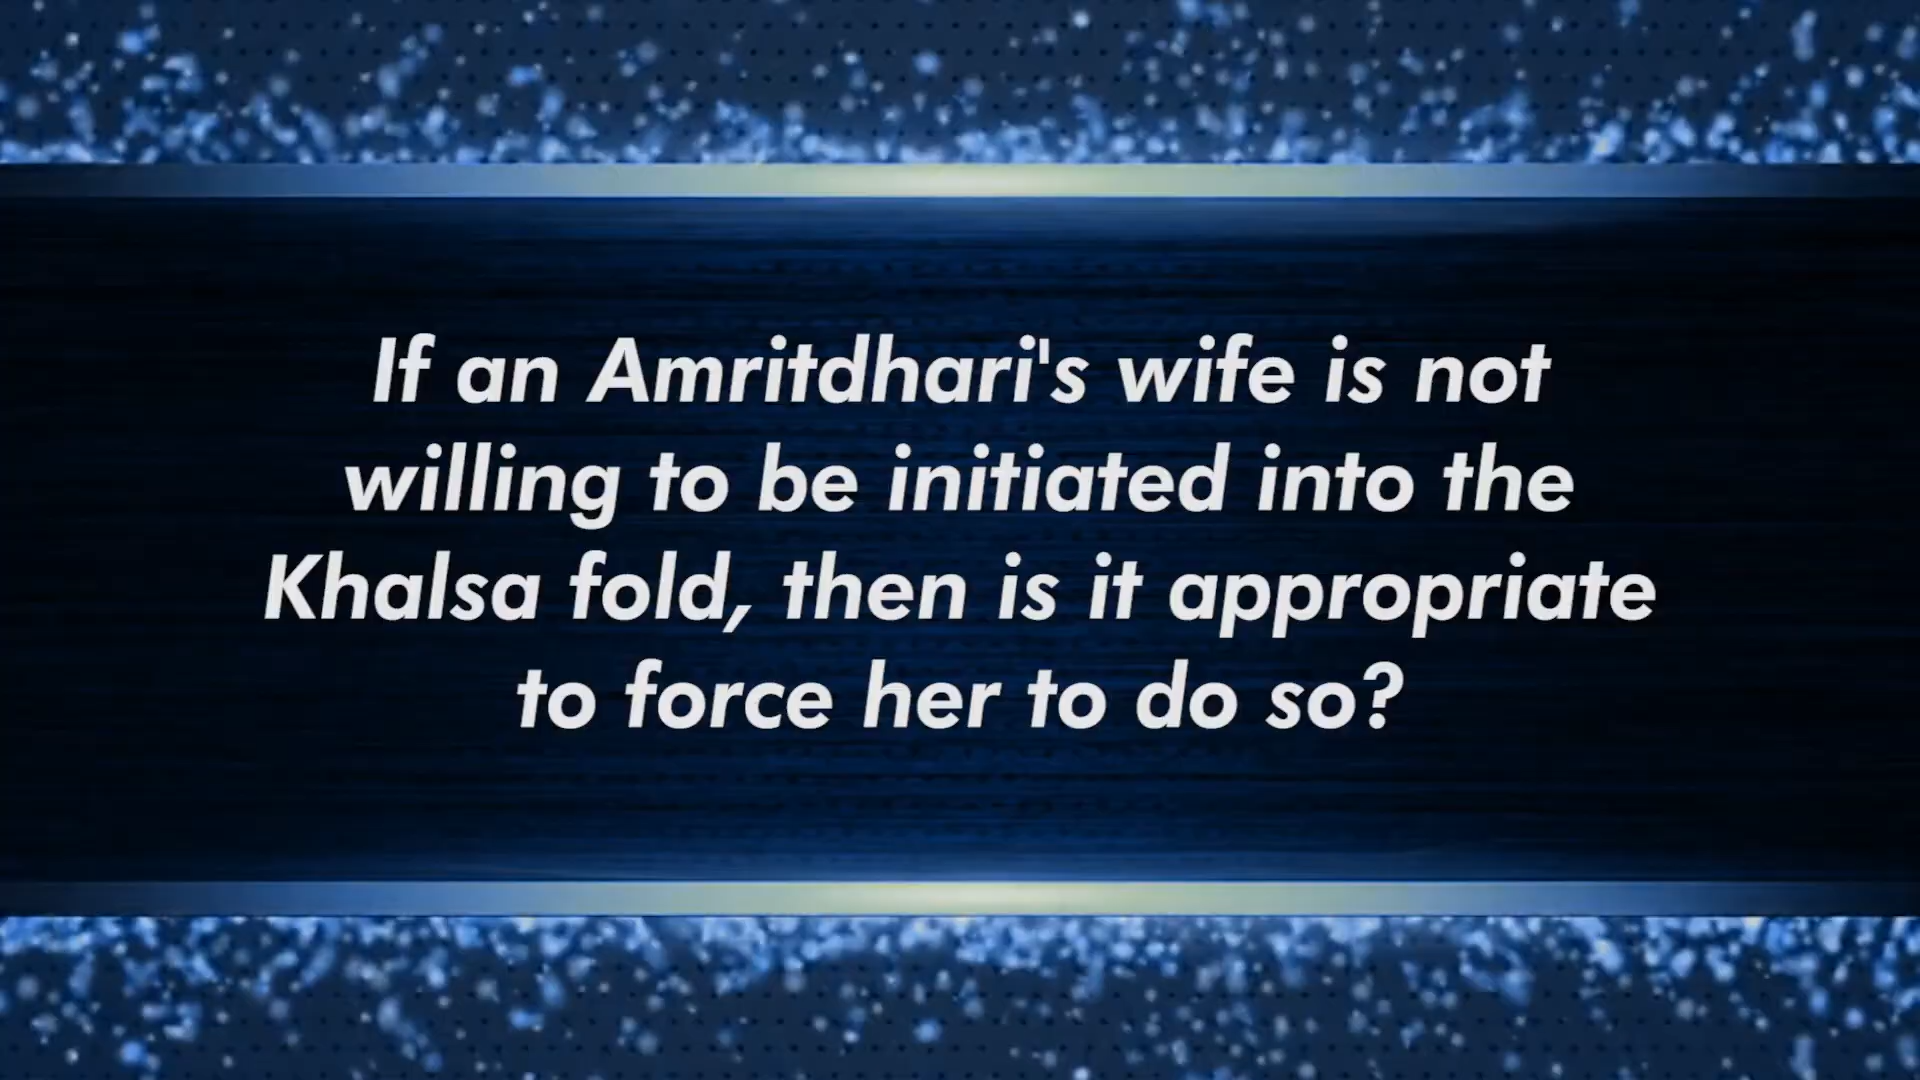 If an Amritdhari's wife is not
willing to be initiated into the
Khalsa fold, then is it appropriate
to force her to do so?